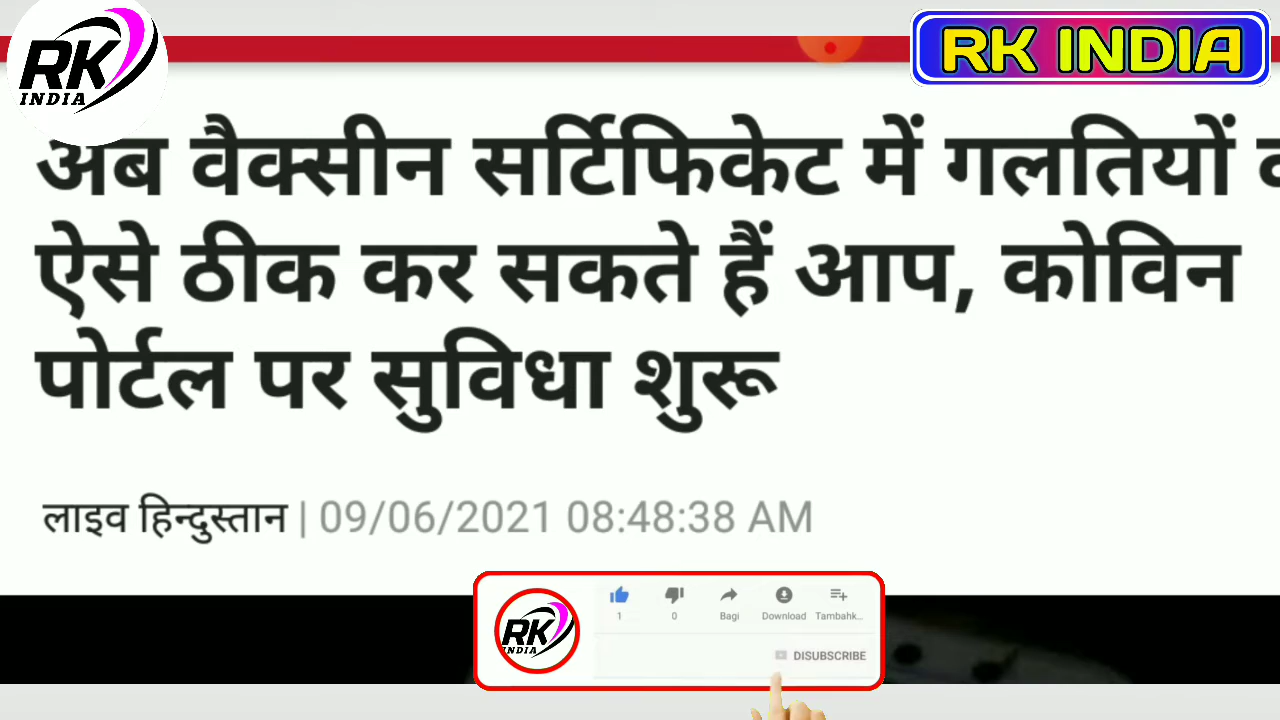 RK
INDIA
RK INDIA
अब वैक्सीन सर्टिफिकेट में गलतियों
ऐसे ठीक कर सकते हैं आप, कोविन
पोर्टल पर सुविधा शुरू
लाइव हिन्दुस्तान | 09/06/2021 08:48:38 AM
RK
INDIA
1 0 Bagi Download Tambahk...
DISUBSCRIBE